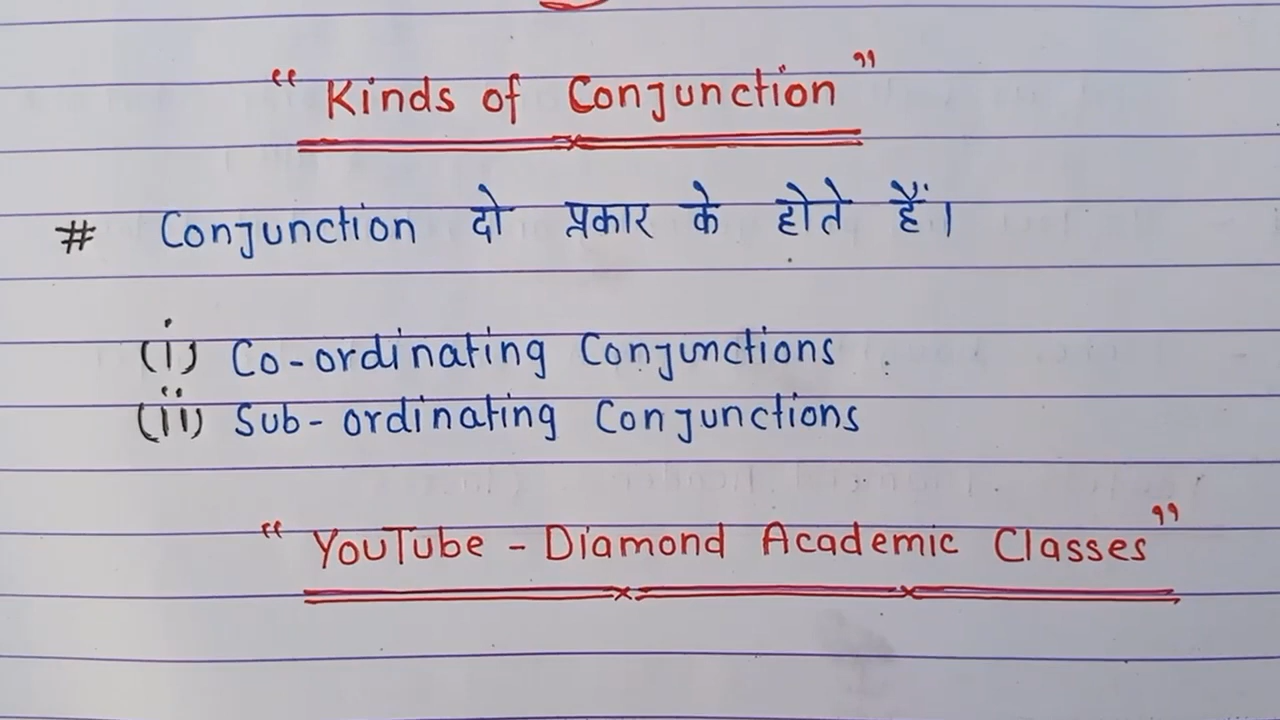 “Kinds of Conjunction”
# Conjunction दो प्रकार के होते हैं।
(i) Co-ordinating Conjunctions
(ii) Sub-ordinating Conjunctions
“YouTube - Diamond Academic Classes”